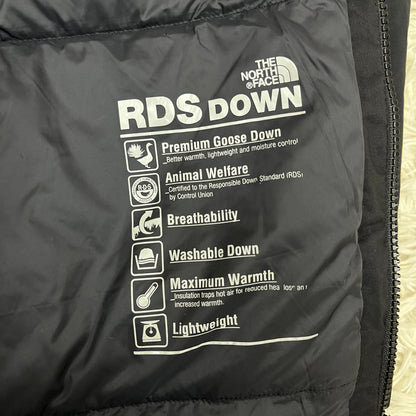 THE
NORTH
FACE
RDS DOWN
Premium Goose Down
Better warmth, lightweight and moisture control
R·D·S
Animal Welfare
Certified to the Responsible Down Standard (RDS)
by Control Union
Breathability
Washable Down
Maximum Warmth
Insulation traps hot air for reduced heat loss an
increased warmth.
Lightweight